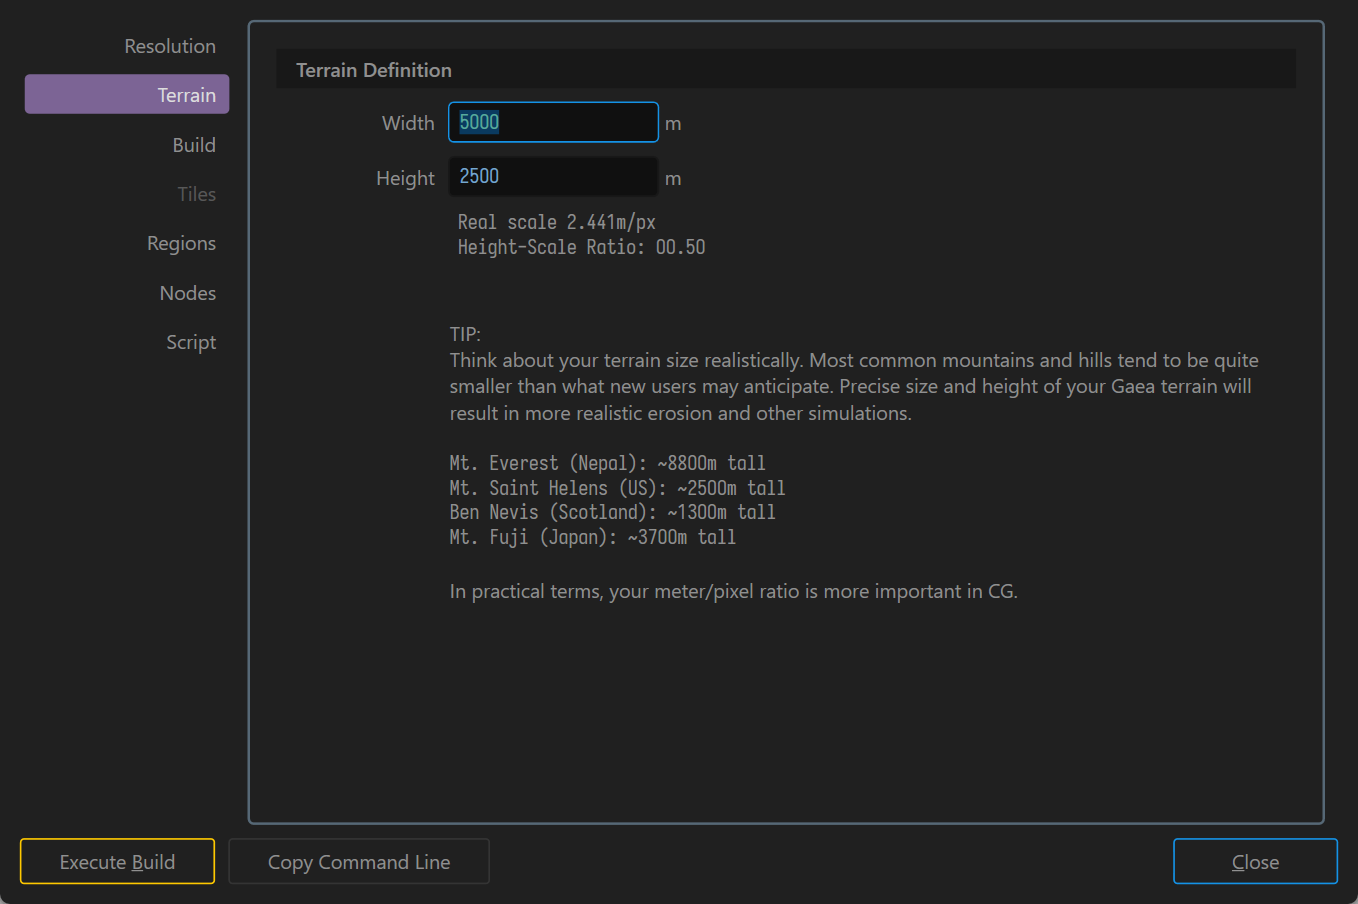 Resolution
Terrain
Build
Tiles
Regions
Nodes
Script
Terrain Definition
Width 5000 m
Height 2500 m
Real scale 2.441m/px
Height-Scale Ratio: 00.50
TIP:
Think about your terrain size realistically. Most common mountains and hills tend to be quite
smaller than what new users may anticipate. Precise size and height of your Gaea terrain will
result in more realistic erosion and other simulations.
Mt. Everest (Nepal): ~8800m tall
Mt. Saint Helens (US): ~2500m tall
Ben Nevis (Scotland): ~1300m tall
Mt. Fuji (Japan): ~3700m tall
In practical terms, your meter/pixel ratio is more important in CG.
Execute Build
Copy Command Line
Close